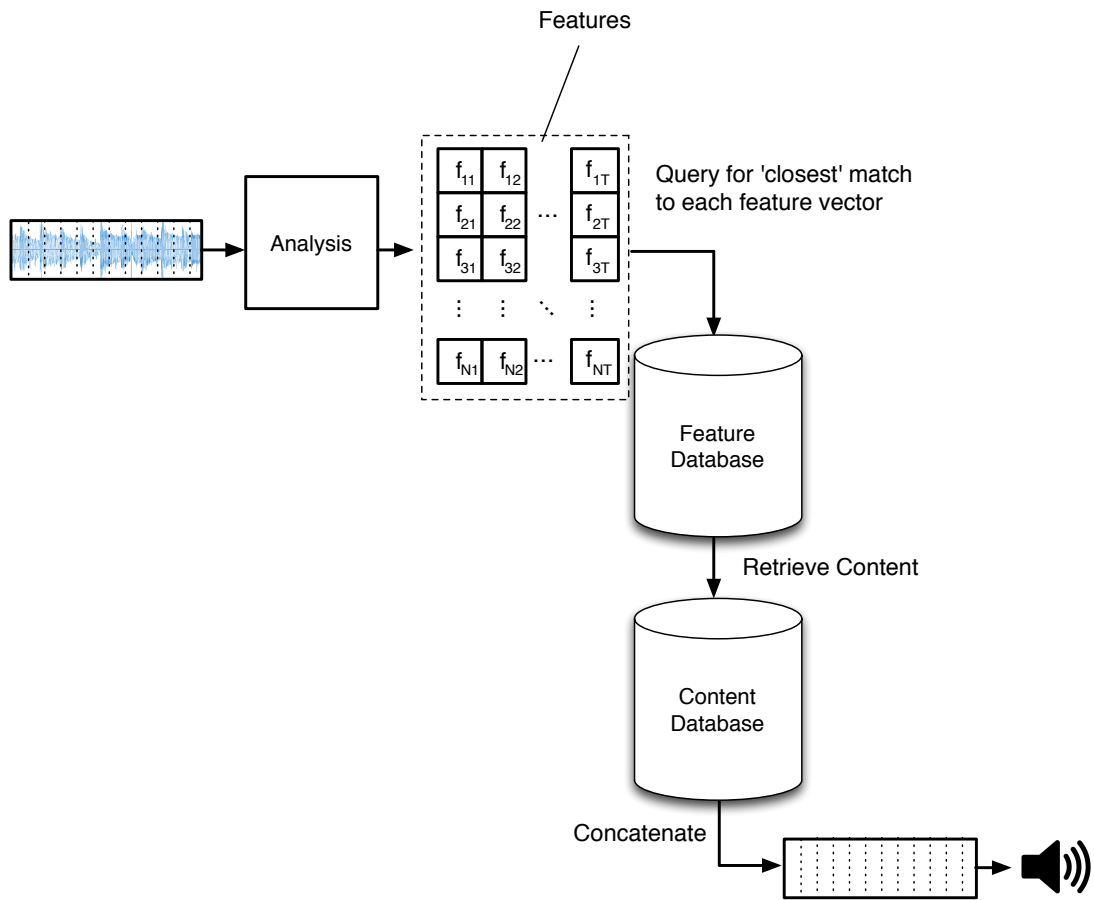 Features
f11 f12 f1T
f21 f22 ... f2T
f31 f32 f3T
fN1 fN2 ... fNT
Query for 'closest' match
to each feature vector
Analysis
Feature
Database
Retrieve Content
Content
Database
Concatenate